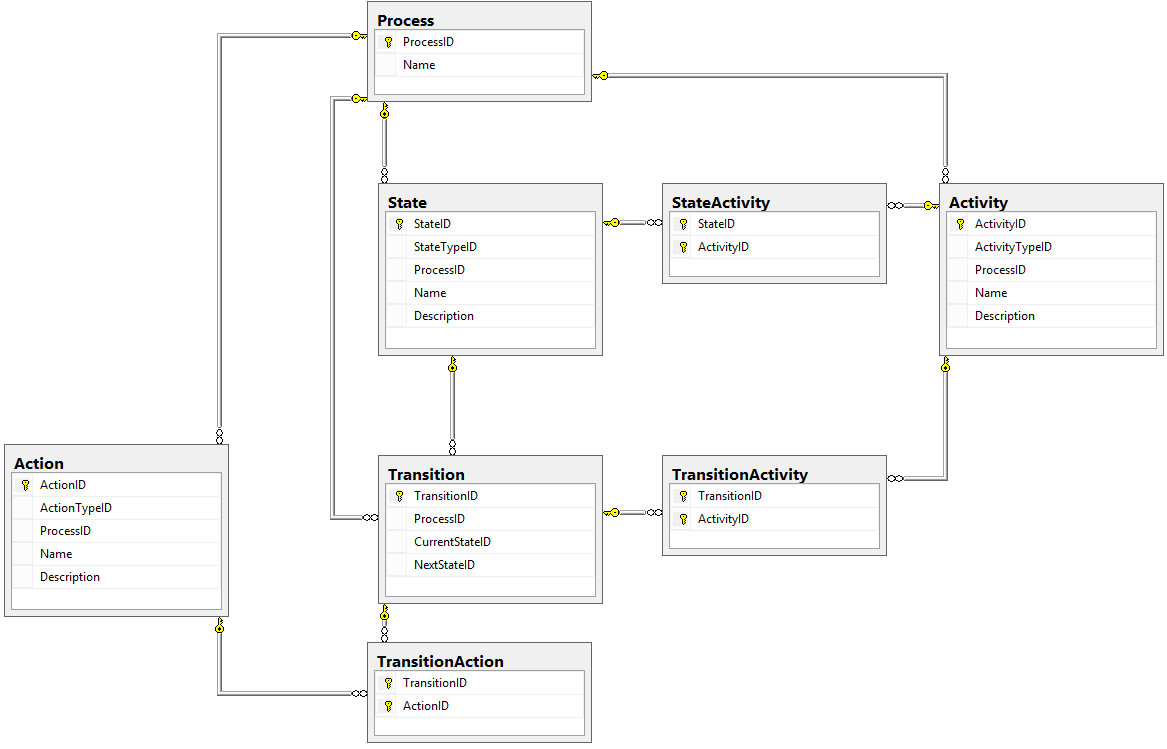 Process
ProcessID
Name
State
StateID
StateTypeID
ProcessID
Name
Description
StateActivity
StateID
ActivityID
Activity
ActivityID
ActivityTypeID
ProcessID
Name
Description
Action
ActionID
ActionTypeID
ProcessID
Name
Description
Transition
TransitionID
ProcessID
CurrentStateID
NextStateID
TransitionActivity
TransitionID
ActivityID
TransitionAction
TransitionID
ActionID